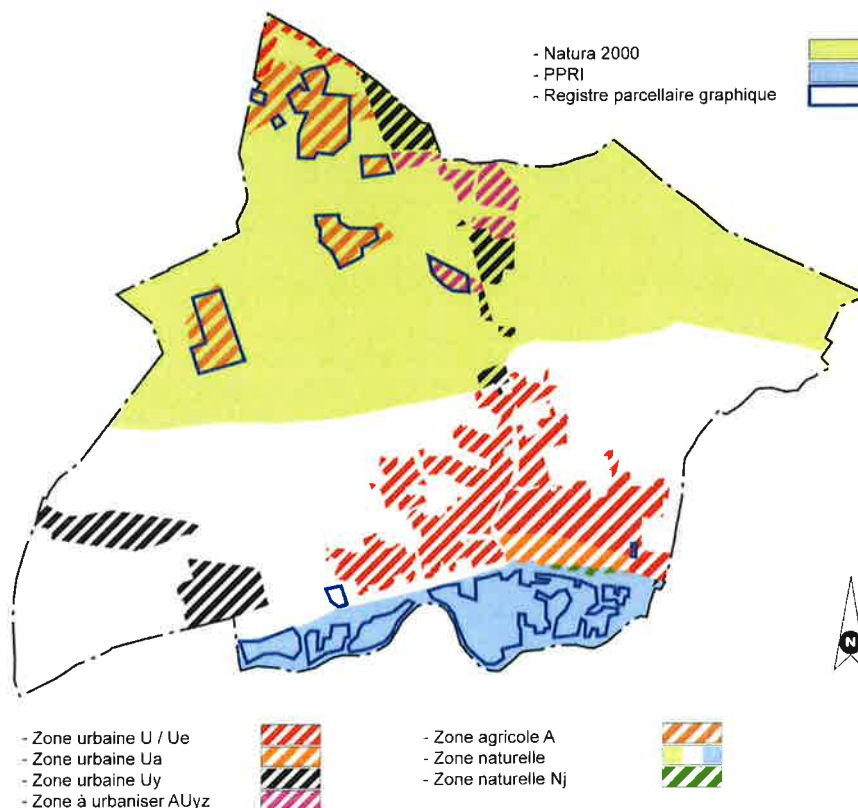 - Natura 2000
- PPRI
- Registre parcellaire graphique
N
- Zone urbaine U / Ue
- Zone urbaine Ua
- Zone urbaine Uy
- Zone à urbaniser AUyz
- Zone agricole A
- Zone naturelle
- Zone naturelle Nj